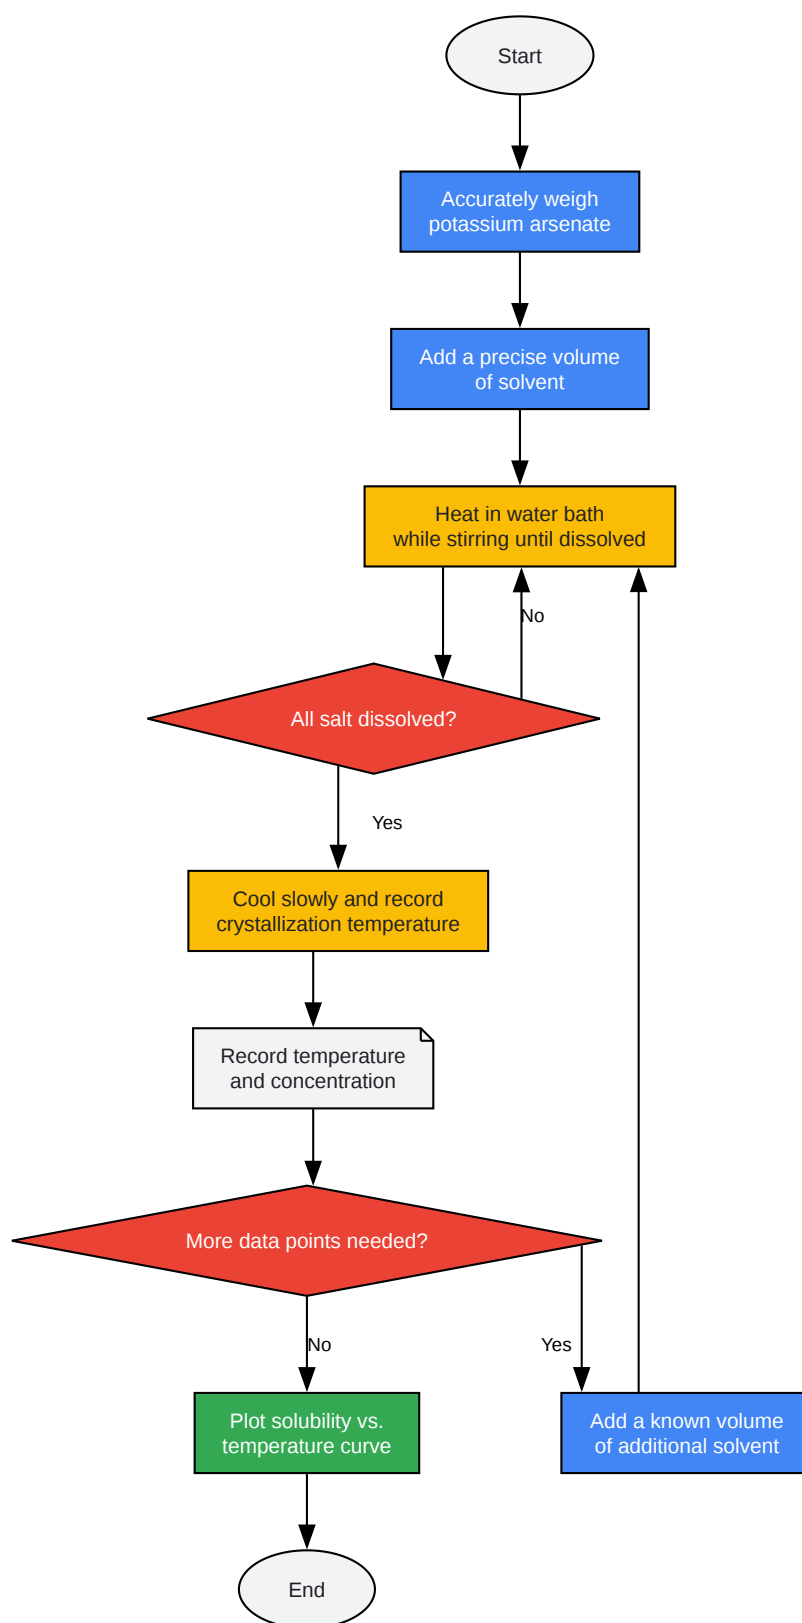 Start
Accurately weigh
potassium arsenate
Add a precise volume
of solvent
Heat in water bath
while stirring until dissolved
No
All salt dissolved?
Yes
Cool slowly and record
crystallization temperature
Record temperature
and concentration
More data points needed?
No
Yes
Plot solubility vs.
temperature curve
Add a known volume
of additional solvent
End